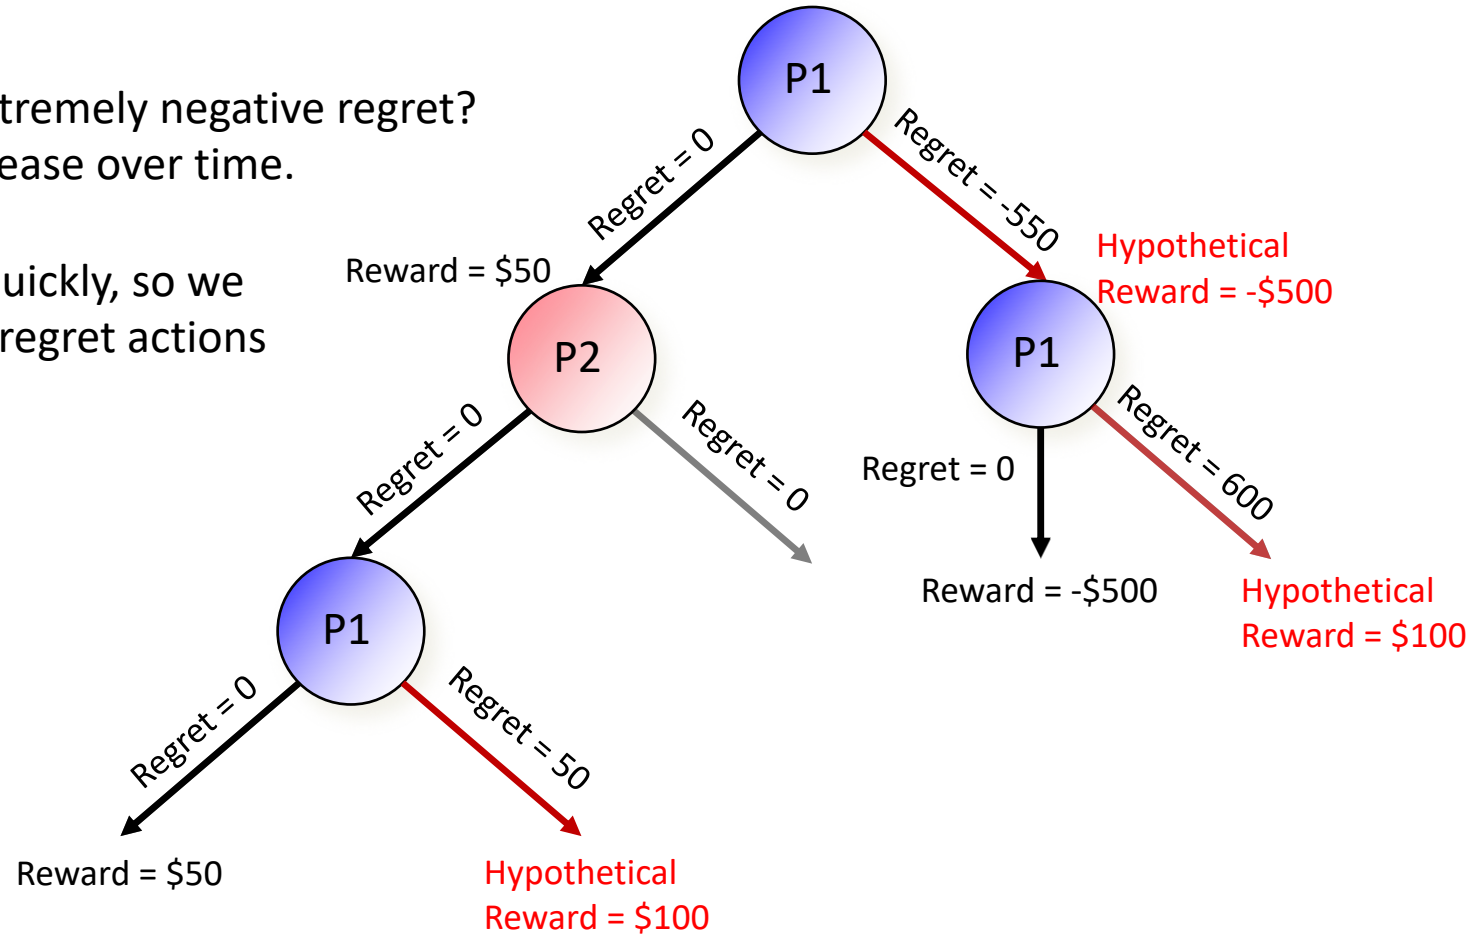 P1
tremely negative regret?
ease over time.
Regret = 0
Regret = -550
Hypothetical
Reward = -$500
uickly, so we
regret actions
Reward = $50
P2
P1
Regret = 0
Regret = 0
Regret = 0
Regret = 600
Reward = -$500
Hypothetical
Reward = $100
P1
Regret = 0
Regret = 50
Reward = $50
Hypothetical
Reward = $100